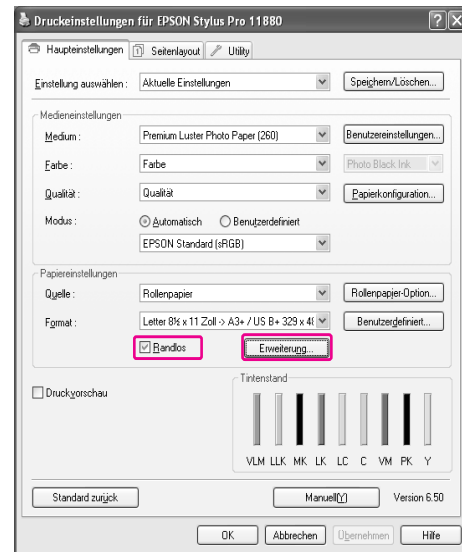 Druckeinstellungen für EPSON Stylus Pro 11880
Haupteinstellungen Seitenlayout Utility
Einstellung auswählen : Aktuelle Einstellungen Speichern/Löschen...
Medieneinstellungen
Medium : Premium Luster Photo Paper (260) Benutzereinstellungen...
Farbe : Farbe Photo Black Ink
Qualität : Qualität Papierkonfiguration...
Modus : Automatisch Benutzerdefiniert
EPSON Standard (sRGB)
Papiereinstellungen
Quelle : Rollenpapier Rollenpapier-Option...
Format : Letter 8½ x 11 Zoll -> A3+ / US B+ 329 x 48 Benutzerdefiniert...
Randlos Erweiterung...
Druckvorschau
Tintenstand
VLM LLK MK LK LC C VM PK Y
Standard zurück Manuell(Y) Version 6.50
OK Abbrechen Übernehmen Hilfe